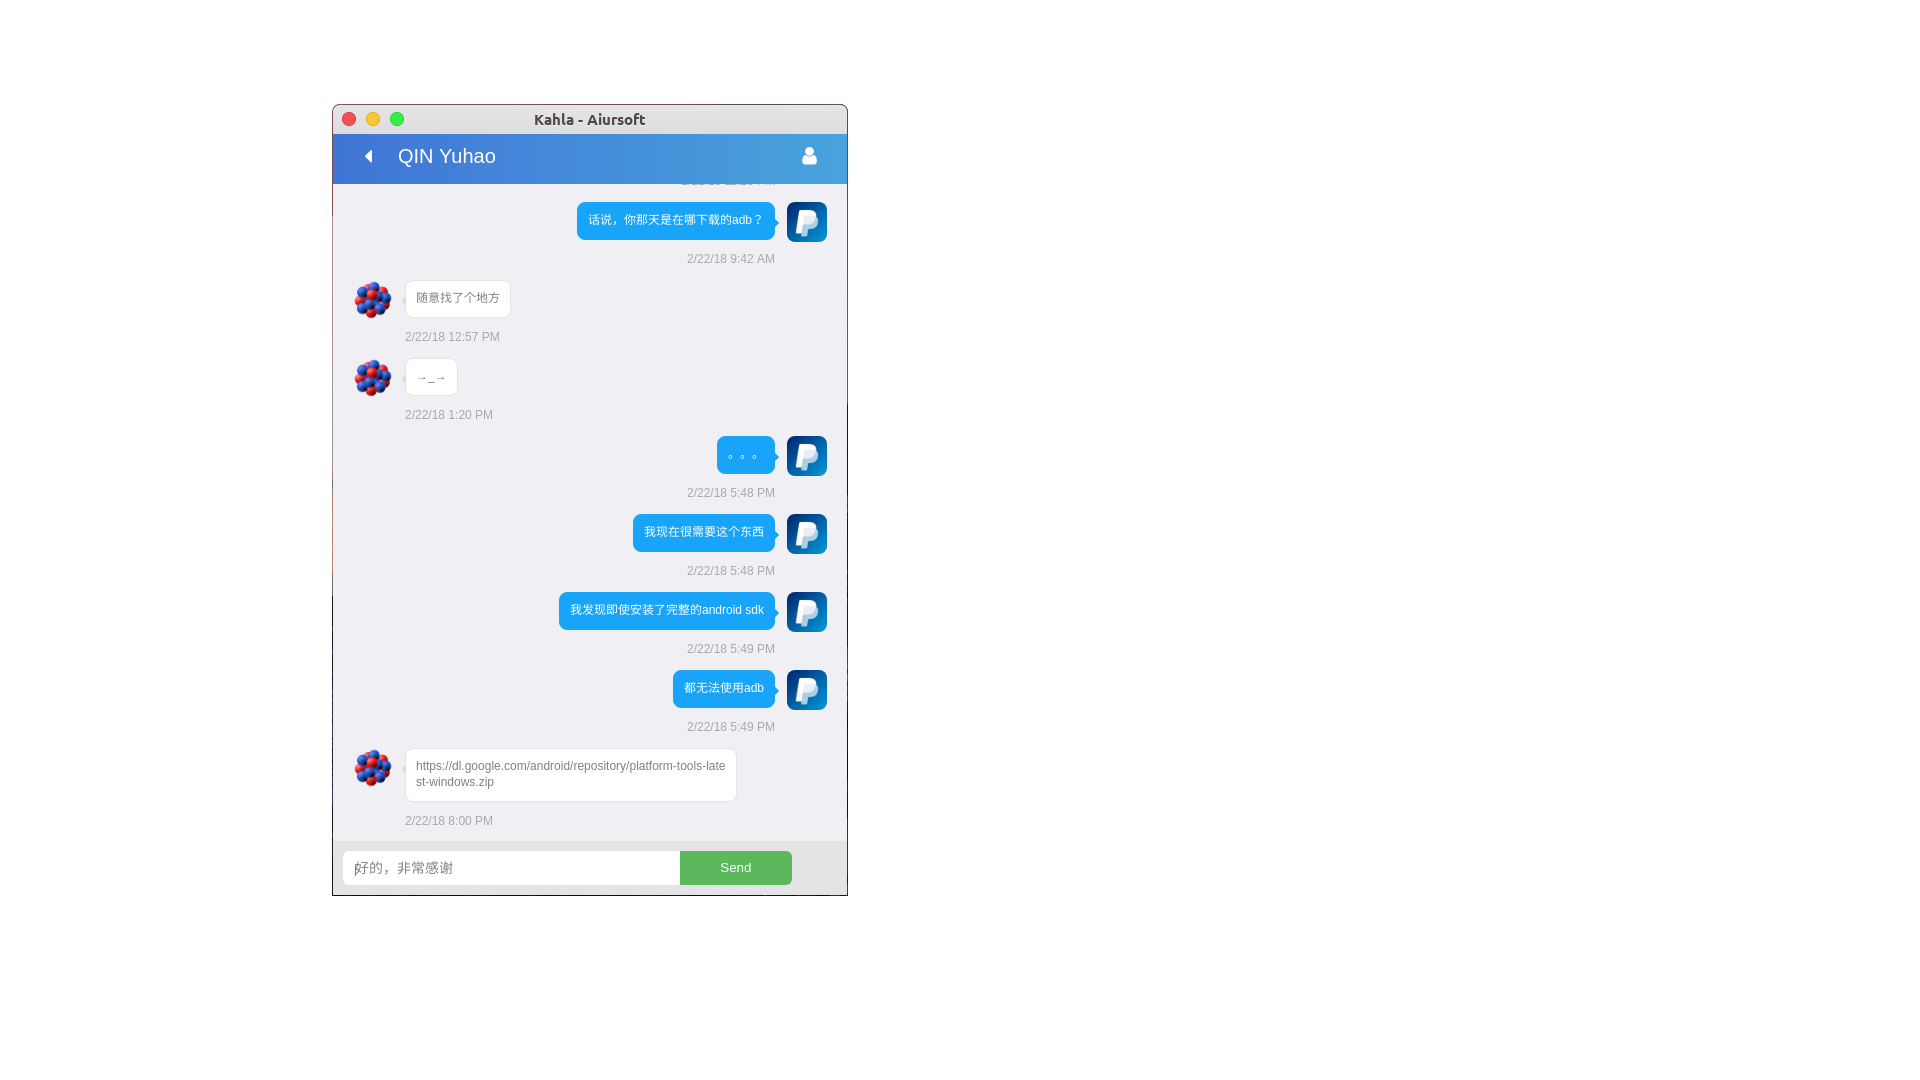 Kahla - Aiursoft
QIN Yuhao
话说，你那天是在哪下载的adb？
2/22/18 9:42 AM
随意找了个地方
2/22/18 12:57 PM
→_→
2/22/18 1:20 PM
。。。
2/22/18 5:48 PM
我现在很需要这个东西
2/22/18 5:48 PM
我发现即使安装了完整的android sdk
2/22/18 5:49 PM
都无法使用adb
2/22/18 5:49 PM
https://dl.google.com/android/repository/platform-tools-late
st-windows.zip
2/22/18 8:00 PM
好的，非常感谢
Send